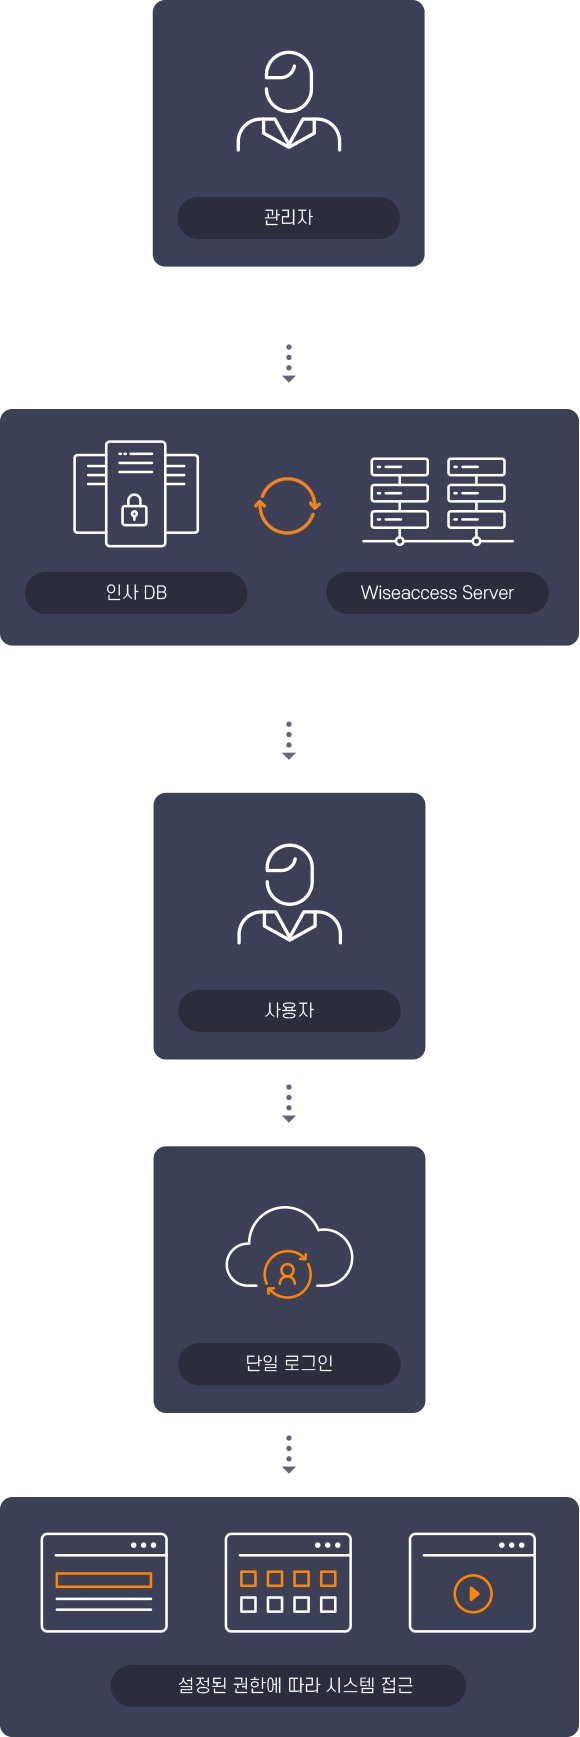 관리자
인사 DB
Wiseaccess Server
사용자
단일 로그인
설정된 권한에 따라 시스템 접근